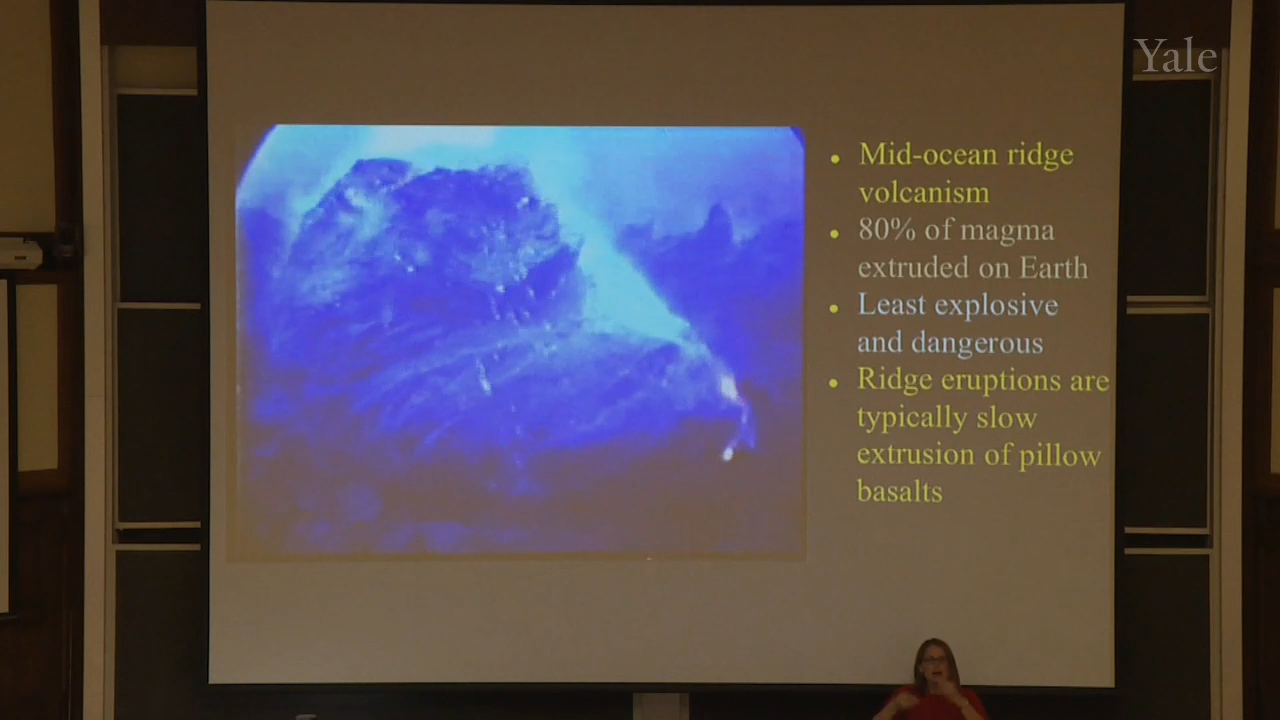 Yale
• Mid-ocean ridge
volcanism
• 80% of magma
extruded on Earth
• Least explosive
and dangerous
• Ridge eruptions are
typically slow
extrusion of pillow
basalts